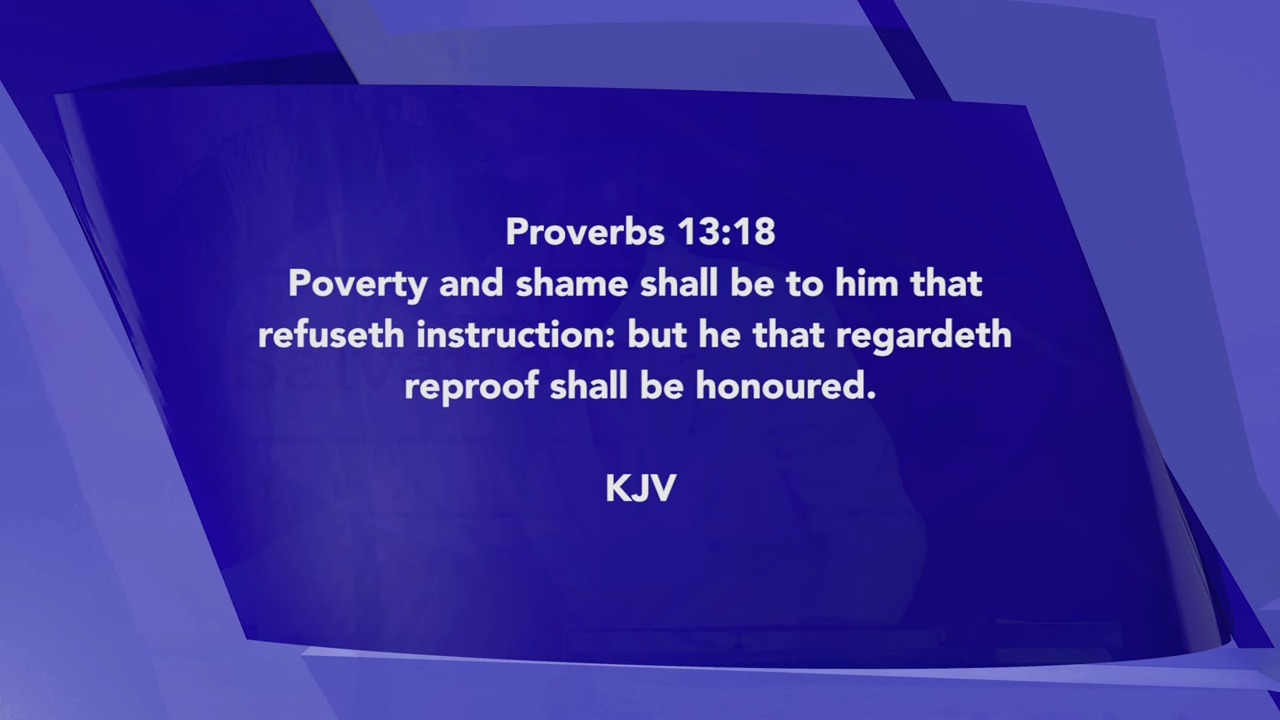 Proverbs 13:18
Poverty and shame shall be to him that
refuseth instruction: but he that regardeth
reproof shall be honoured.
KJV